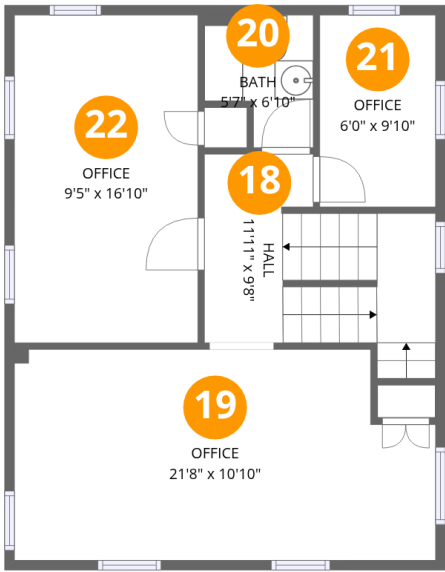 20
BATH
5'7" x 6'10"
21
OFFICE
6'0" x 9'10"
22
OFFICE
9'5" x 16'10"
18
HALL
11'11" x 9'8"
19
OFFICE
21'8" x 10'10"